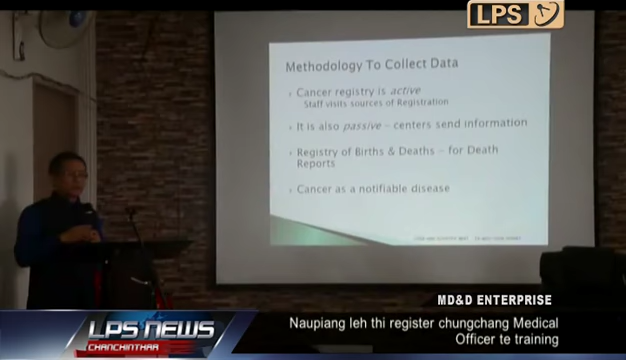 LPS
Methodology To Collect Data
Cancer registry is active
Staff visits sources of Registration
It is also passive - centers send information
Registry of Births & Deaths - for Death
Reports
Cancer as a notifiable disease
MD&D ENTERPRISE
LPS NEWS
CHANCHINTHAR
Naupiang leh thi register chungchang Medical
Officer te training